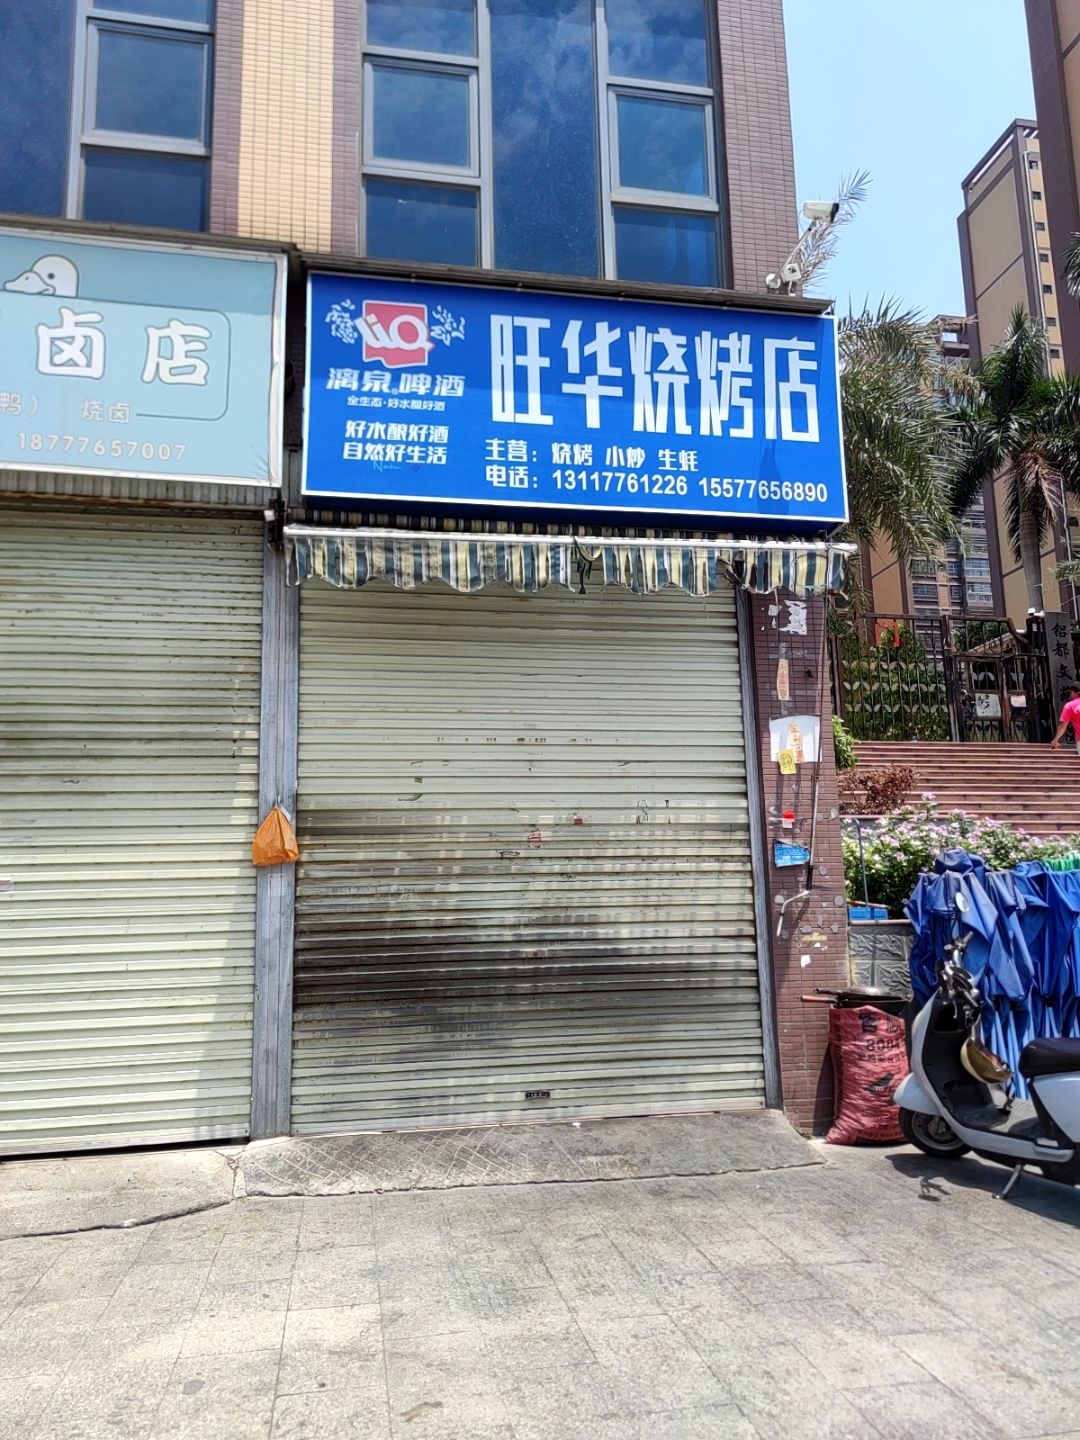 卤店
鸭） 烧卤
18777657007
LiQ
漓泉啤酒
全生态·好水酿好酒
好水酿好酒
自然好生活
旺华烧烤店
主营：烧烤 小炒 生蚝
电话：13117761226 15577656890